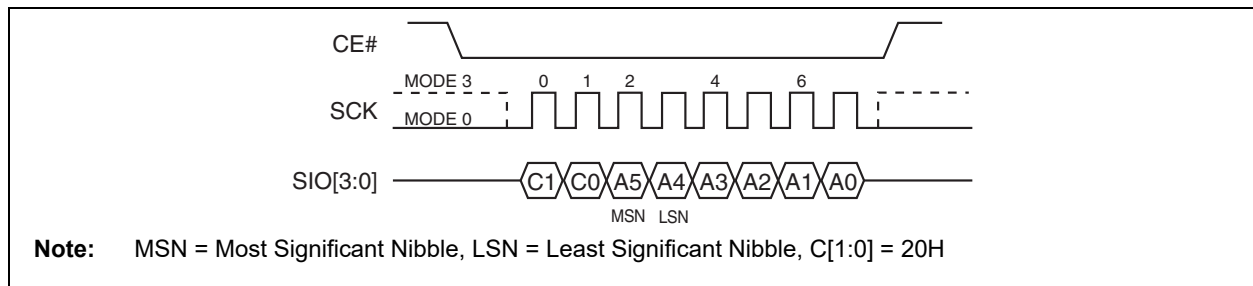 CE#
MODE 3 0 1 2 4 6
SCK
MODE 0
SIO[3:0] C1 C0 A5 A4 A3 A2 A1 A0
MSN LSN
Note: MSN = Most Significant Nibble, LSN = Least Significant Nibble, C[1:0] = 20H